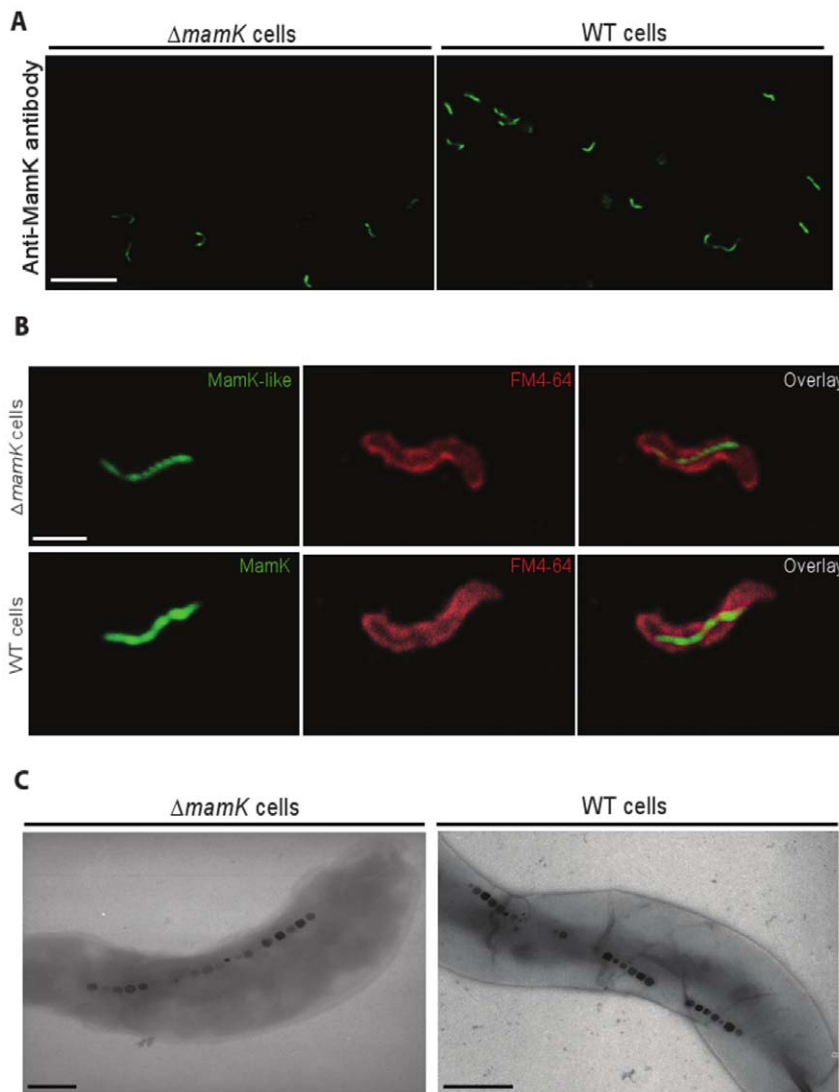 A
ΔmamK cells
WT cells
Anti-MamK antibody
B
ΔmamK cells
MamK-like
FM4-64
Overlay
WT cells
MamK
FM4-64
Overlay
C
ΔmamK cells
WT cells